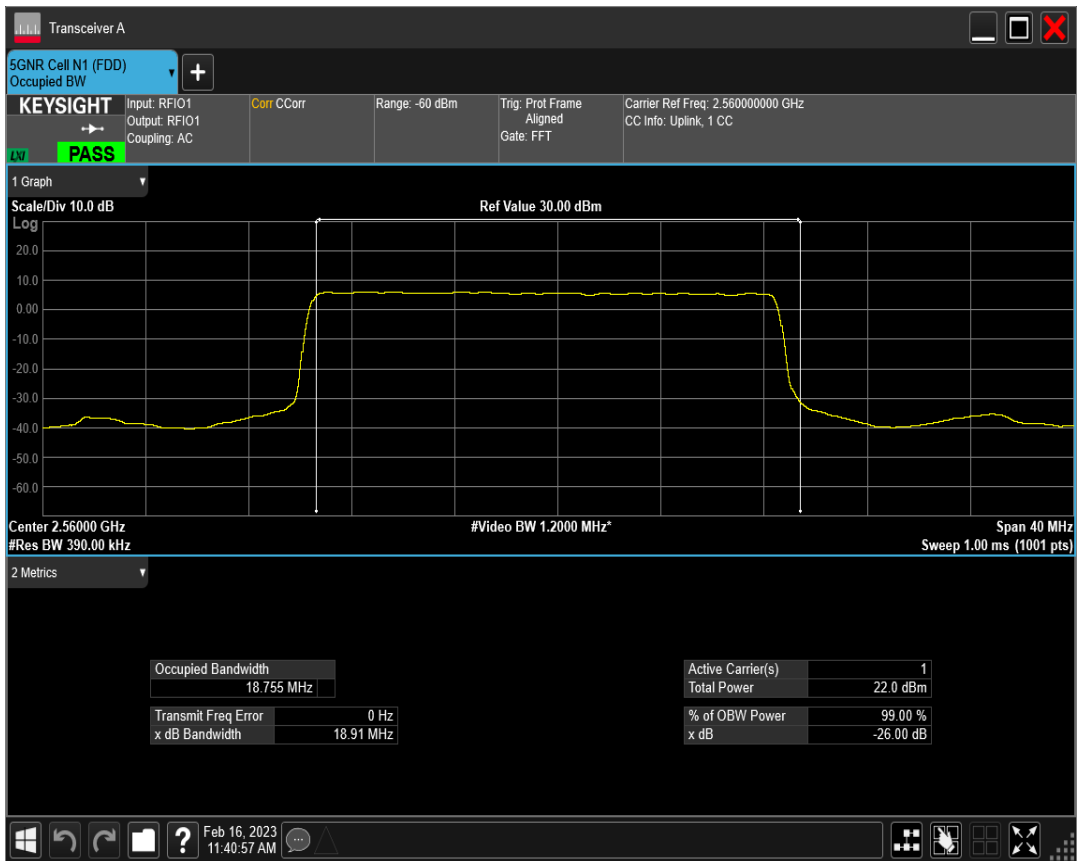 Transceiver A
5GNR Cell N1 (FDD)
Occupied BW
KEYSIGHT
LXI
PASS
Input: RFIO1
Output: RFIO1
Coupling: AC
Corr CCorr
Range: -60 dBm
Trig: Prot Frame
Aligned
Gate: FFT
Carrier Ref Freq: 2.560000000 GHz
CC Info: Uplink, 1 CC
1 Graph
Scale/Div 10.0 dB
Ref Value 30.00 dBm
Log
20.0
10.0
0.00
-10.0
-20.0
-30.0
-40.0
-50.0
-60.0
Center 2.56000 GHz
#Video BW 1.2000 MHz*
Span 40 MHz
#Res BW 390.00 kHz
Sweep 1.00 ms (1001 pts)
2 Metrics
Occupied Bandwidth
18.755 MHz
Transmit Freq Error 0 Hz
x dB Bandwidth 18.91 MHz
Active Carrier(s) 1
Total Power 22.0 dBm
% of OBW Power 99.00 %
x dB -26.00 dB
?
Feb 16, 2023
11:40:57 AM